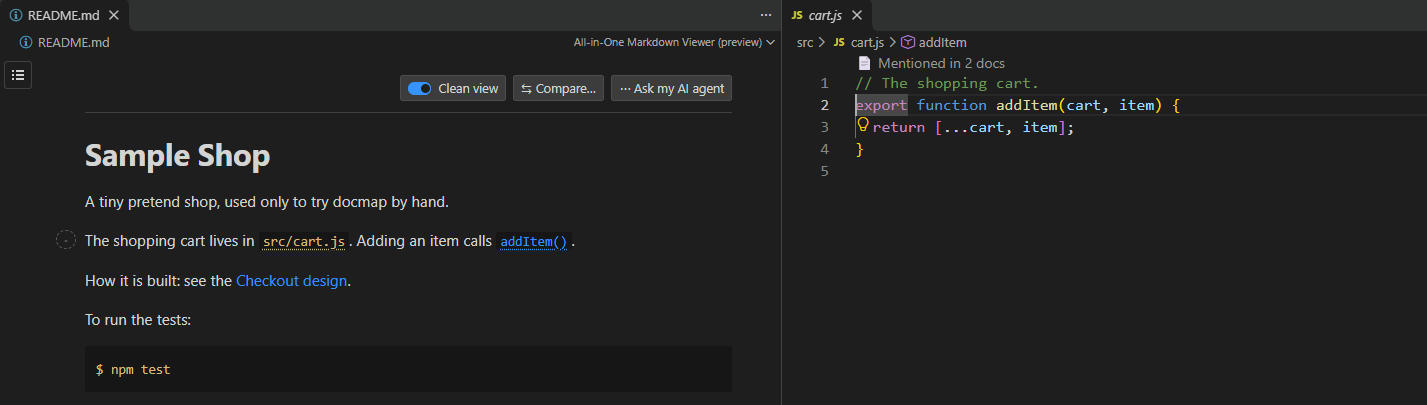 README.md
README.md
All-in-One Markdown Viewer (preview)
Clean view
Compare...
Ask my AI agent
Sample Shop
A tiny pretend shop, used only to try docmap by hand.
The shopping cart lives in src/cart.js. Adding an item calls addItem().
How it is built: see the Checkout design.
To run the tests:
$ npm test
JS cart.js
src > JS cart.js > addItem
Mentioned in 2 docs
1 // The shopping cart.
2 export function addItem(cart, item) {
3 return [...cart, item];
4 }
5